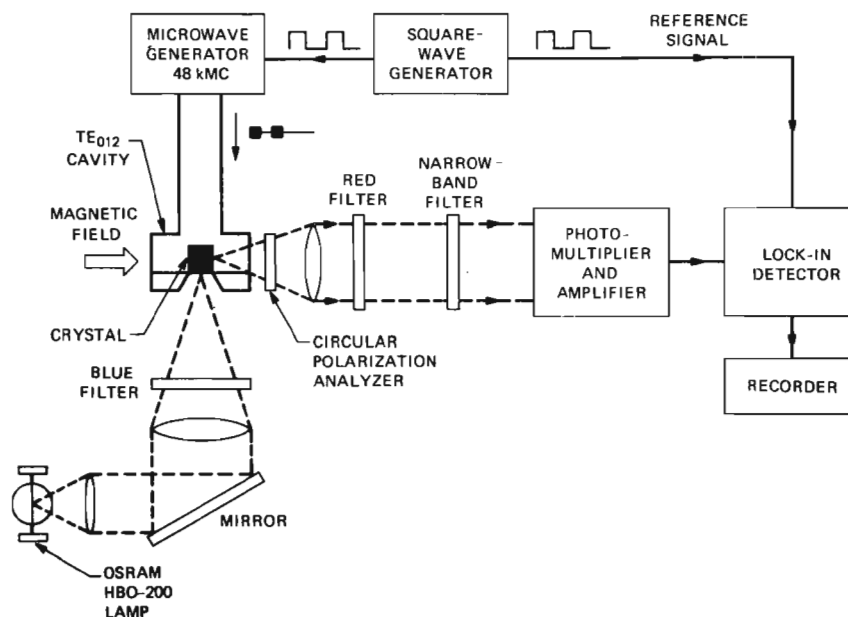 MICROWAVE
GENERATOR
48 kMC
SQUARE-
WAVE
GENERATOR
REFERENCE
SIGNAL
TE012
CAVITY
MAGNETIC
FIELD
RED
FILTER
NARROW-
BAND
FILTER
PHOTO-
MULTIPLIER
AND
AMPLIFIER
LOCK-IN
DETECTOR
CRYSTAL
CIRCULAR
POLARIZATION
ANALYZER
BLUE
FILTER
RECORDER
MIRROR
OSRAM
HBO-200
LAMP